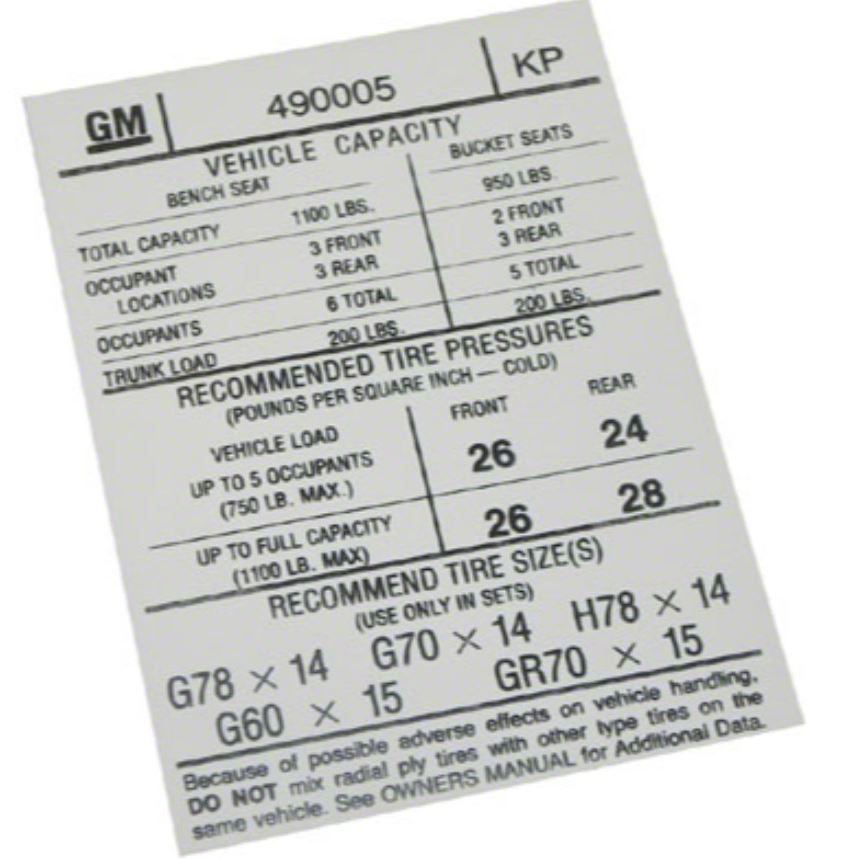 GM 490005 KP
VEHICLE CAPACITY
BENCH SEAT BUCKET SEATS
TOTAL CAPACITY 1100 LBS. 950 LBS.
OCCUPANT 3 FRONT 2 FRONT
LOCATIONS 3 REAR 3 REAR
OCCUPANTS 6 TOTAL 5 TOTAL
TRUNK LOAD 200 LBS. 200 LBS.
RECOMMENDED TIRE PRESSURES
(POUNDS PER SQUARE INCH — COLD)
VEHICLE LOAD FRONT REAR
UP TO 5 OCCUPANTS 26 24
(750 LB. MAX.)
UP TO FULL CAPACITY 26 28
(1100 LB. MAX)
RECOMMEND TIRE SIZE(S)
(USE ONLY IN SETS)
G78 × 14 G70 × 14 H78 × 14
G60 × 15 GR70 × 15
Because of possible adverse effects on vehicle handling,
DO NOT mix radial ply tires with other type tires on the
same vehicle. See OWNERS MANUAL for Additional Data.